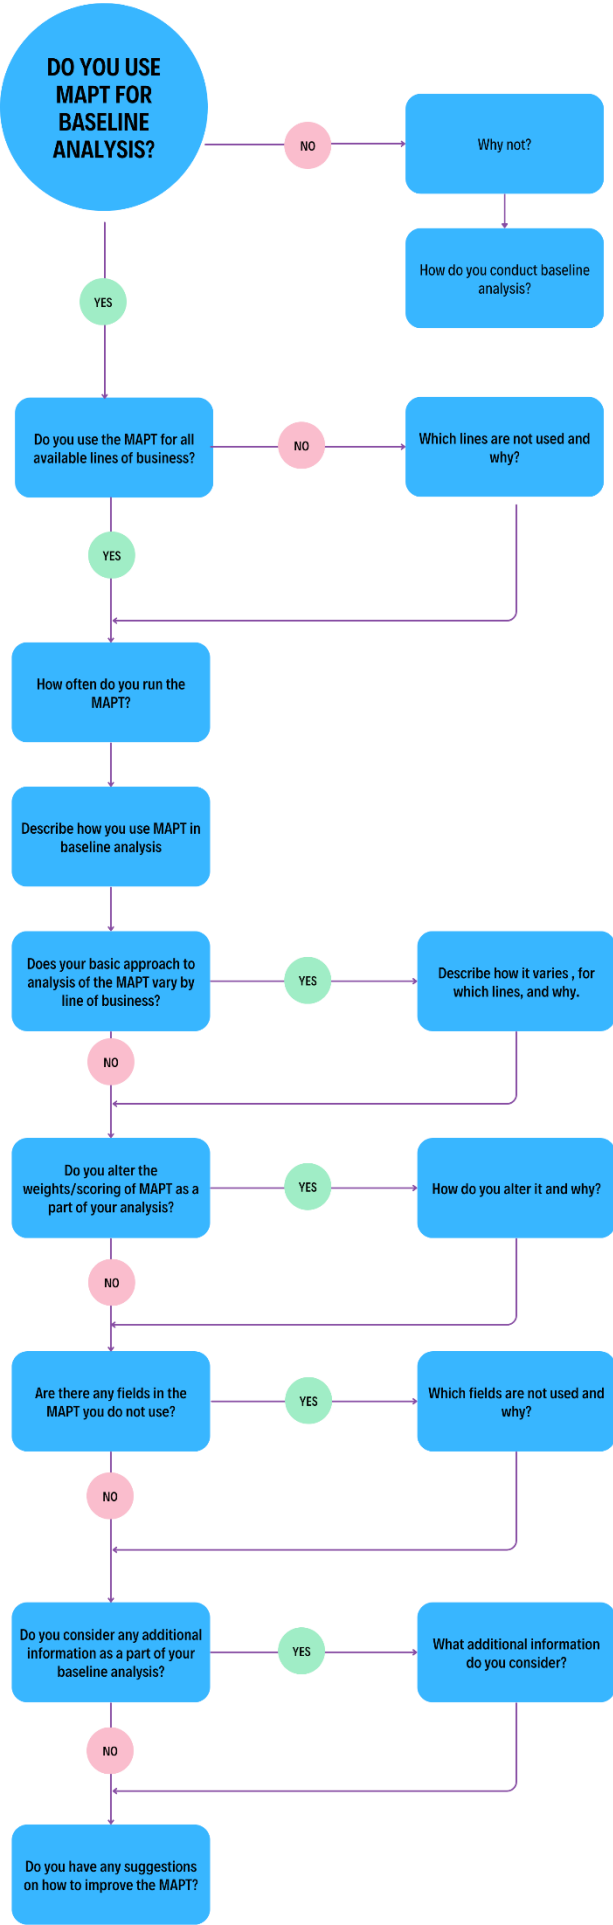 DO YOU USE
MAPT FOR
BASELINE
ANALYSIS?
NO
Why not?
How do you conduct baseline
analysis?
YES
Do you use the MAPT for all
available lines of business?
NO
Which lines are not used and
why?
YES
How often do you run the
MAPT?
Describe how you use MAPT in
baseline analysis
Does your basic approach to
analysis of the MAPT vary by
line of business?
YES
Describe how it varies , for
which lines, and why.
NO
Do you alter the
weights/scoring of MAPT as a
part of your analysis?
YES
How do you alter it and why?
NO
Are there any fields in the
MAPT you do not use?
YES
Which fields are not used and
why?
NO
Do you consider any additional
information as a part of your
baseline analysis?
YES
What additional information
do you consider?
NO
Do you have any suggestions
on how to improve the MAPT?